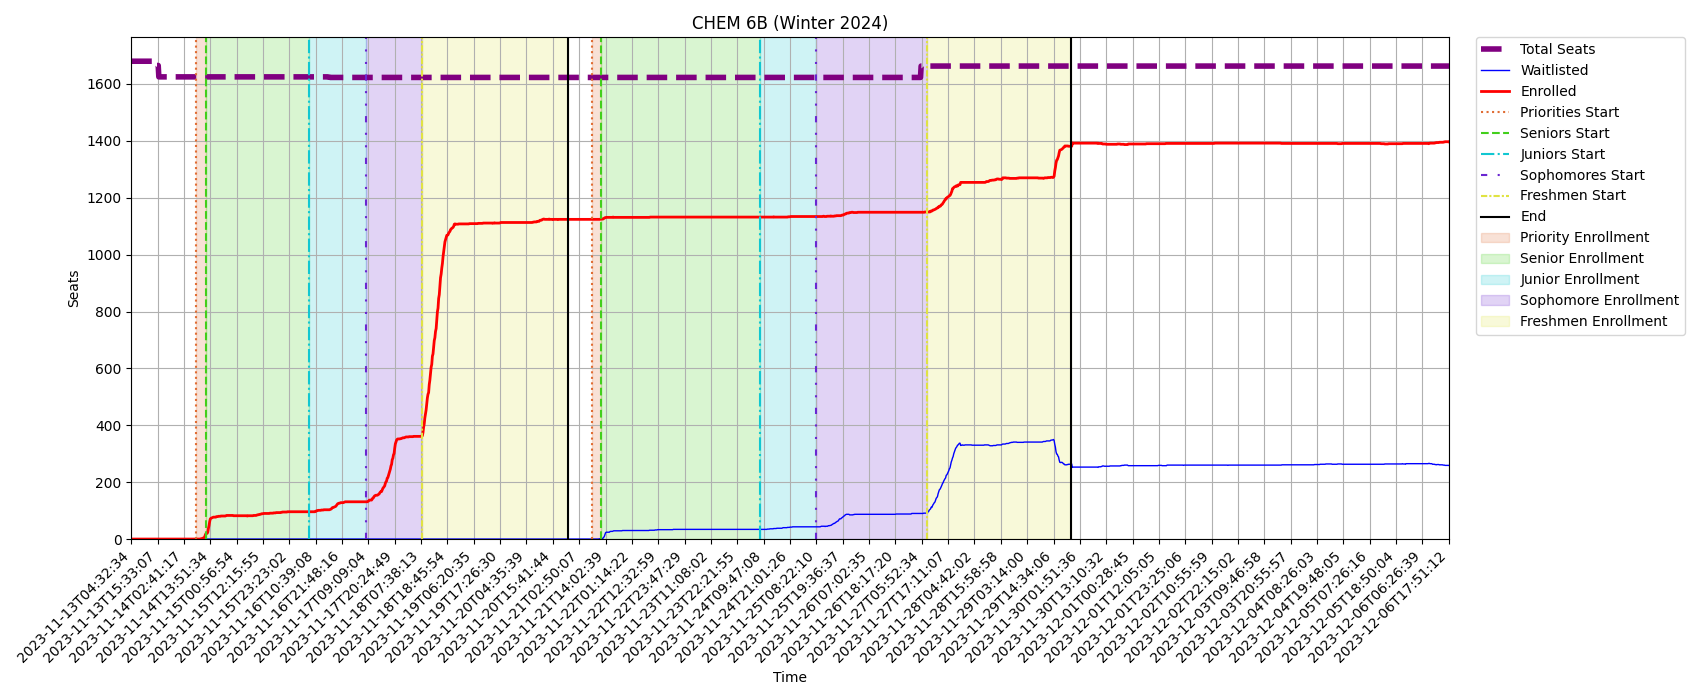 CHEM 6B (Winter 2024)
Seats
1600
1400
1200
1000
800
600
400
200
0
2023-11-13T04:32:34
2023-11-13T15:33:07
2023-11-14T02:41:17
2023-11-14T13:51:34
2023-11-15T00:56:54
2023-11-15T12:15:55
2023-11-15T23:23:02
2023-11-16T10:39:08
2023-11-16T21:48:16
2023-11-17T09:09:04
2023-11-17T20:24:49
2023-11-18T07:38:13
2023-11-18T18:45:54
2023-11-19T06:20:35
2023-11-19T17:26:30
2023-11-20T04:35:39
2023-11-20T15:41:44
2023-11-21T02:50:07
2023-11-21T14:02:39
2023-11-22T01:14:22
2023-11-22T12:32:59
2023-11-22T23:47:29
2023-11-23T11:08:02
2023-11-23T22:21:55
2023-11-24T09:47:08
2023-11-24T21:01:26
2023-11-25T08:22:10
2023-11-25T19:36:37
2023-11-26T07:02:35
2023-11-26T18:17:20
2023-11-27T05:52:34
2023-11-27T17:11:07
2023-11-28T04:42:02
2023-11-28T15:58:58
2023-11-29T03:14:00
2023-11-29T14:34:06
2023-11-30T01:51:36
2023-11-30T13:10:32
2023-12-01T00:28:45
2023-12-01T12:05:05
2023-12-01T23:25:06
2023-12-02T10:55:59
2023-12-02T22:15:02
2023-12-03T09:46:58
2023-12-03T20:55:57
2023-12-04T08:26:03
2023-12-04T19:48:05
2023-12-05T07:26:16
2023-12-05T18:50:04
2023-12-06T06:26:39
2023-12-06T17:51:12
Time
Total Seats
Waitlisted
Enrolled
Priorities Start
Seniors Start
Juniors Start
Sophomores Start
Freshmen Start
End
Priority Enrollment
Senior Enrollment
Junior Enrollment
Sophomore Enrollment
Freshmen Enrollment